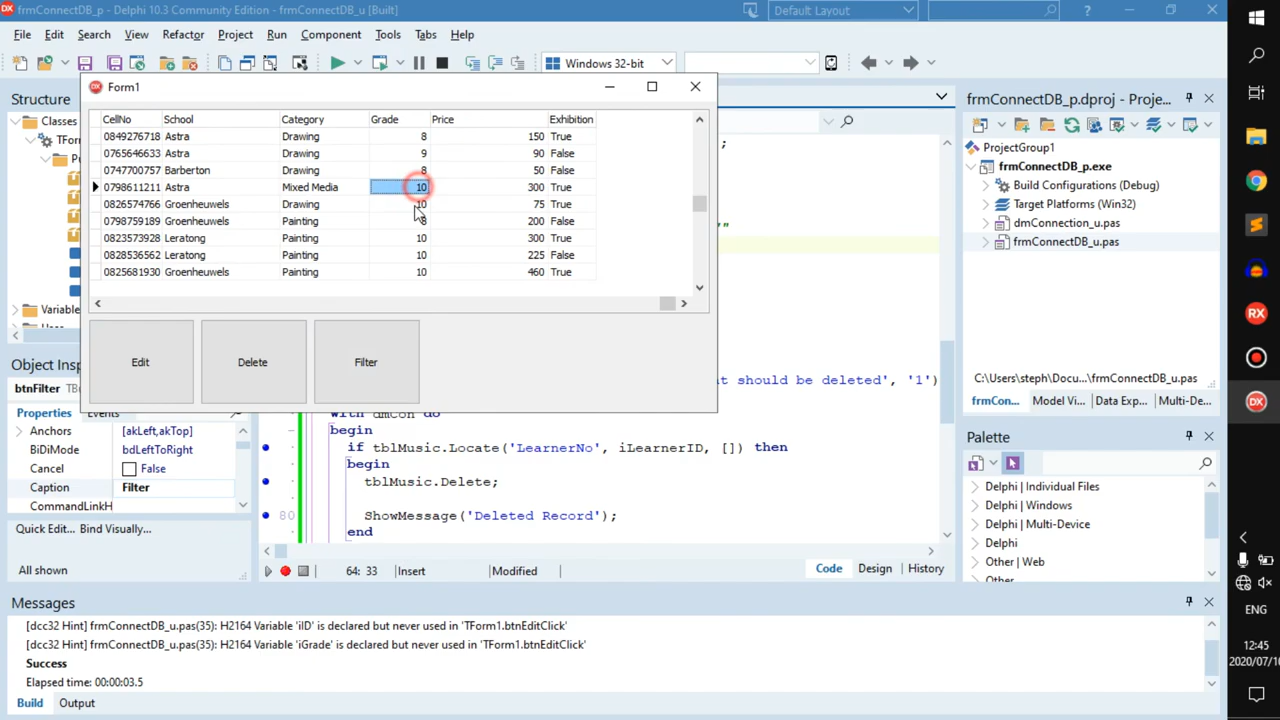 frmConnectDB_p - Delphi 10.3 Community Edition - frmConnectDB_u [Built]
Default Layout
File Edit Search View Refactor Project Run Component Tools Tabs Help
Windows 32-bit
Structure
Classes
Form1
CellNo School Category Grade Price Exhibition
0849276718 Astra Drawing 8 150 True
0765646633 Astra Drawing 9 90 False
0747700757 Barberton Drawing 8 50 False
0798611211 Astra Mixed Media 10 300 True
0826574766 Groenheuwels Drawing 10 75 True
0798759189 Groenheuwels Painting 8 200 False
0823573928 Leratong Painting 10 300 True
0828536562 Leratong Painting 10 225 False
0825681930 Groenheuwels Painting 10 460 True
Edit Delete Filter
Variable
Object Insp
btnFilter
Properties Events
Anchors [akLeft,akTop]
BiDiMode bdLeftToRight
Cancel False
Caption Filter
CommandLinkH
Quick Edit... Bind Visually...
All shown
t should be deleted', '1')
with dmCon do
begin
if tblMusic.Locate('LearnerNo', iLearnerID, []) then
begin
tblMusic.Delete;
80 ShowMessage('Deleted Record');
end
64: 33 Insert Modified Code Design History
frmConnectDB_p.dproj - Proje...
ProjectGroup1
frmConnectDB_p.exe
Build Configurations (Debug)
Target Platforms (Win32)
dmConnection_u.pas
frmConnectDB_u.pas
C:\Users\steph\Docu...\frmConnectDB_u.pas
frmCon... Model Vi... Data Exp... Multi-De...
Palette
Delphi | Individual Files
Delphi | Windows
Delphi | Multi-Device
Delphi
Other | Web
Other
Messages
[dcc32 Hint] frmConnectDB_u.pas(35): H2164 Variable 'iID' is declared but never used in 'TForm1.btnEditClick'
[dcc32 Hint] frmConnectDB_u.pas(35): H2164 Variable 'iGrade' is declared but never used in 'TForm1.btnEditClick'
Success
Elapsed time: 00:00:03.5
Build Output
RX
DX
ENG
12:45